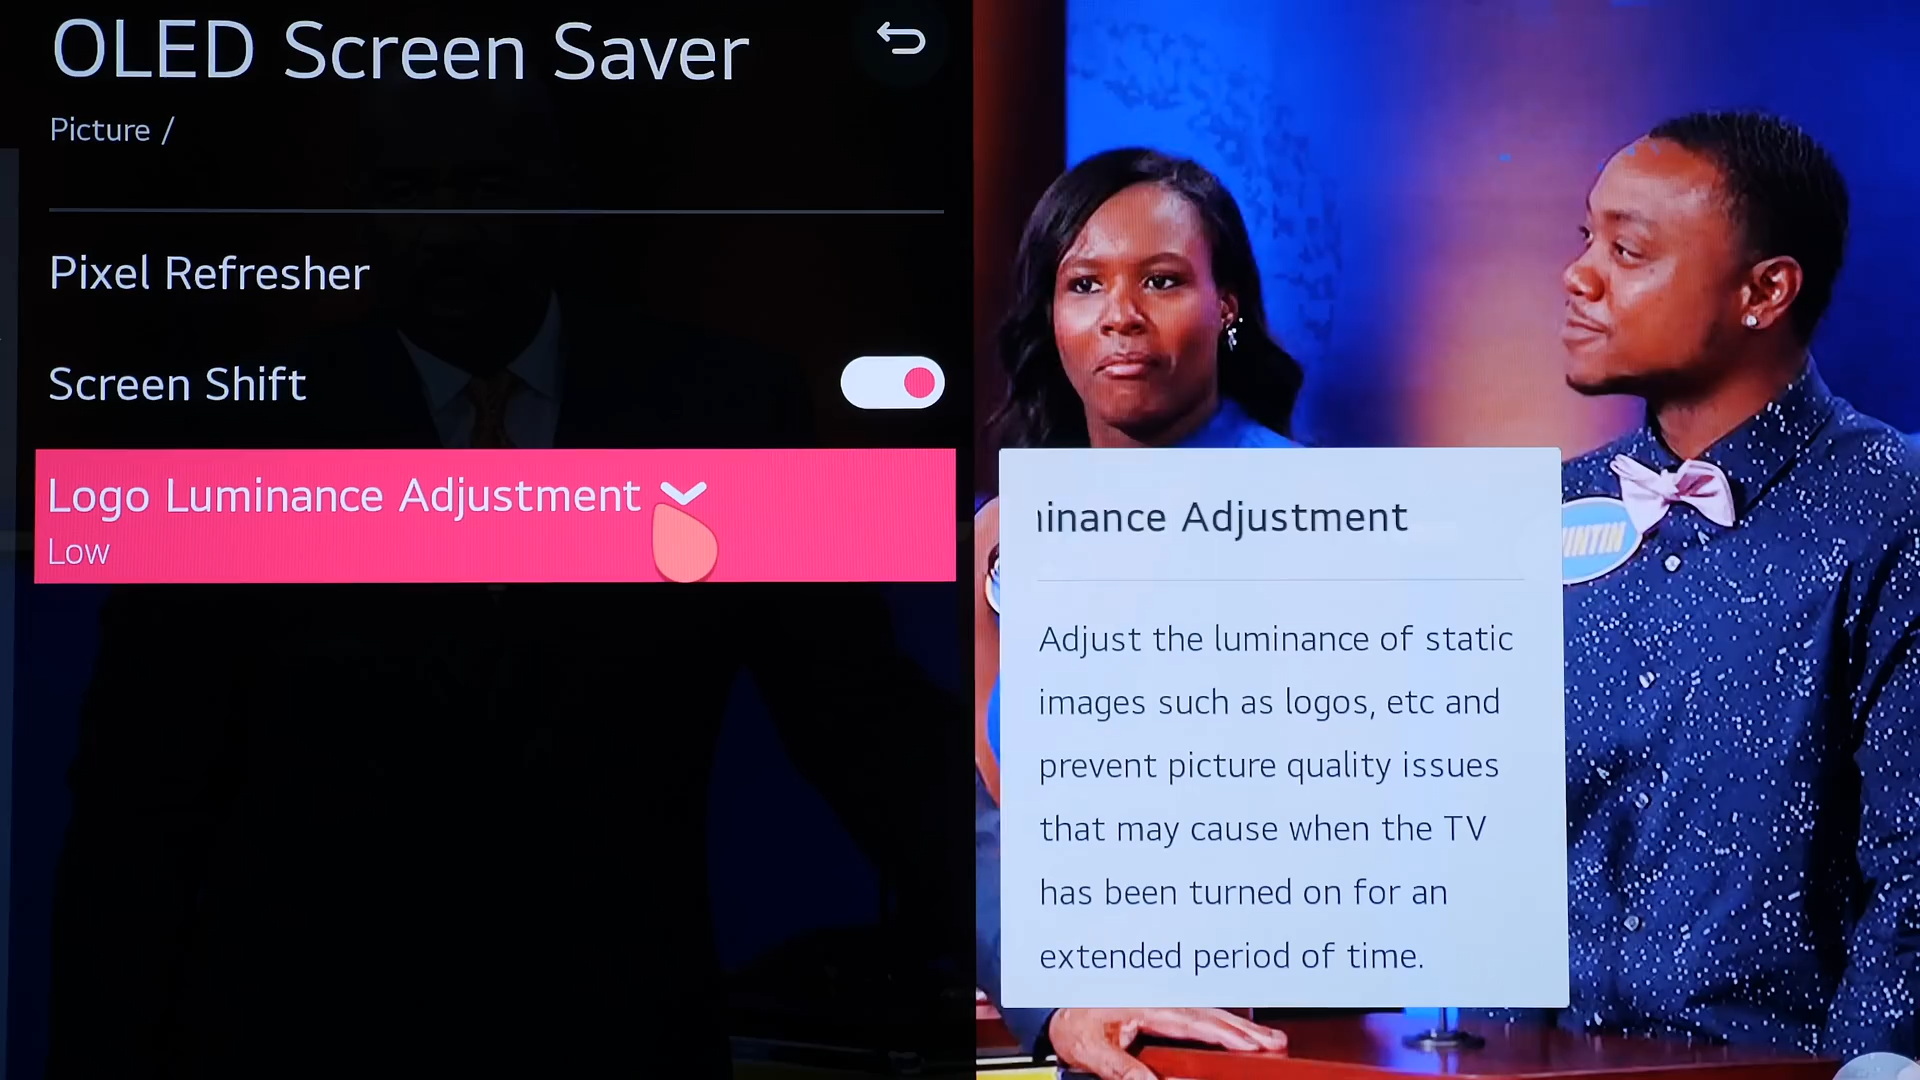 OLED Screen Saver
Picture /
Pixel Refresher
Screen Shift
Logo Luminance Adjustment
Low
inance Adjustment
Adjust the luminance of static
images such as logos, etc and
prevent picture quality issues
that may cause when the TV
has been turned on for an
extended period of time.
INTIN